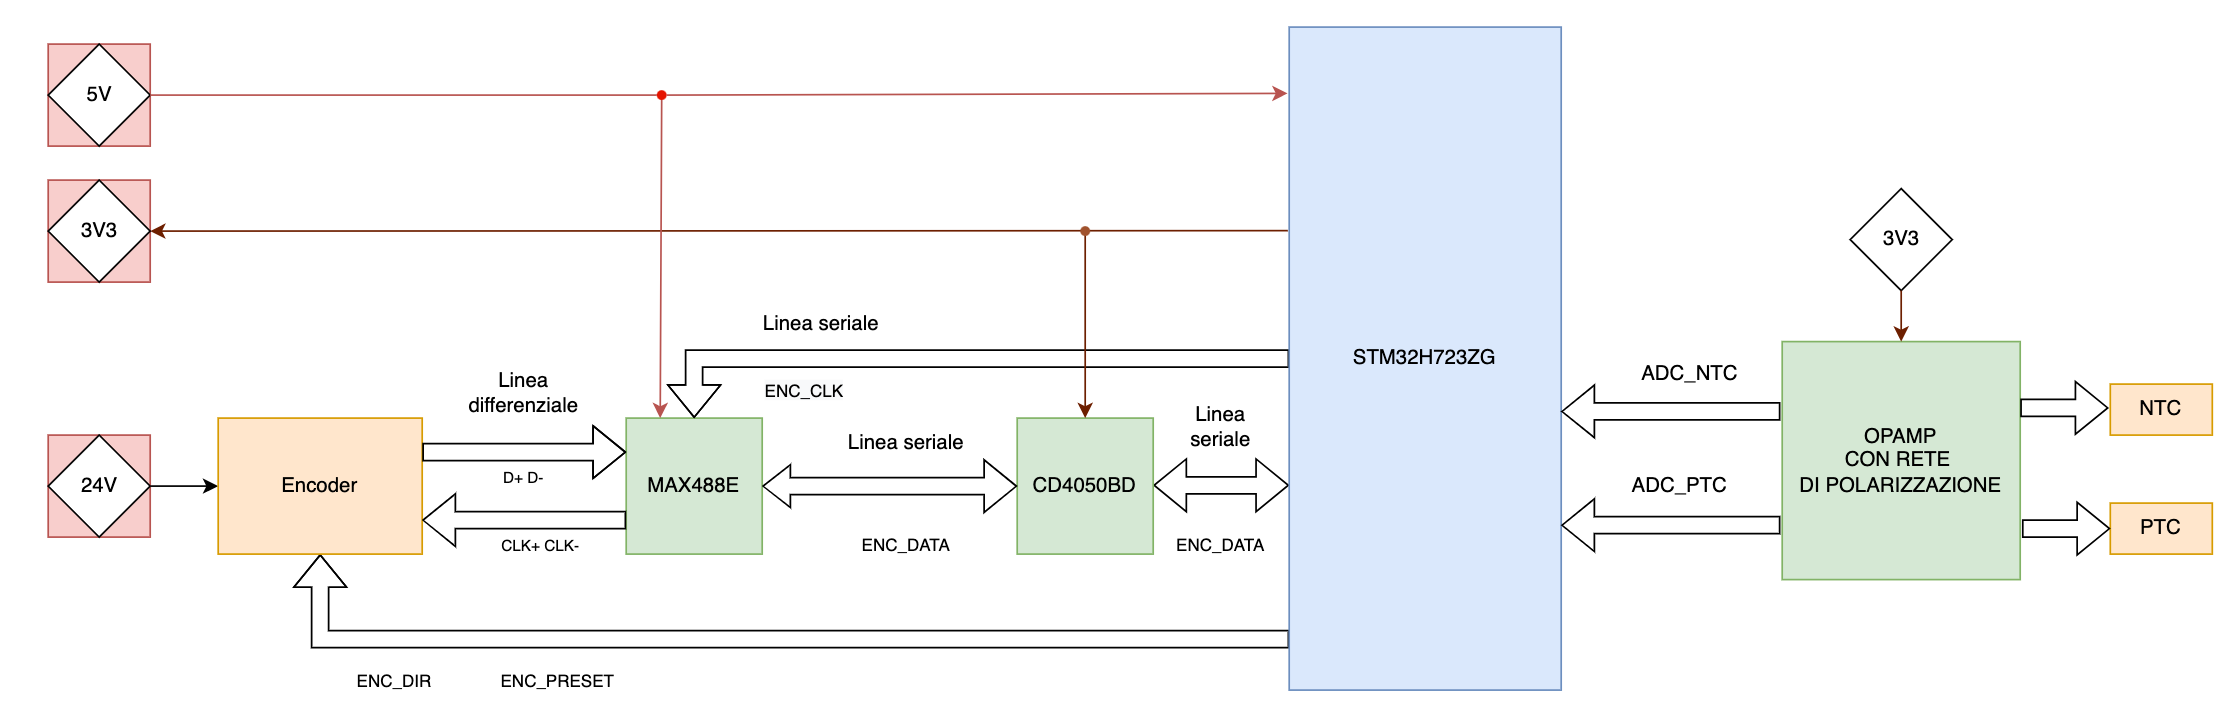 5V
3V3
3V3
Linea seriale
STM32H723ZG
ADC_NTC
Linea
differenziale
ENC_CLK
NTC
Linea
seriale
Linea seriale
OPAMP
CON RETE
DI POLARIZZAZIONE
24V
Encoder
D+ D-
MAX488E
CD4050BD
ADC_PTC
PTC
CLK+ CLK-
ENC_DATA
ENC_DATA
ENC_DIR
ENC_PRESET